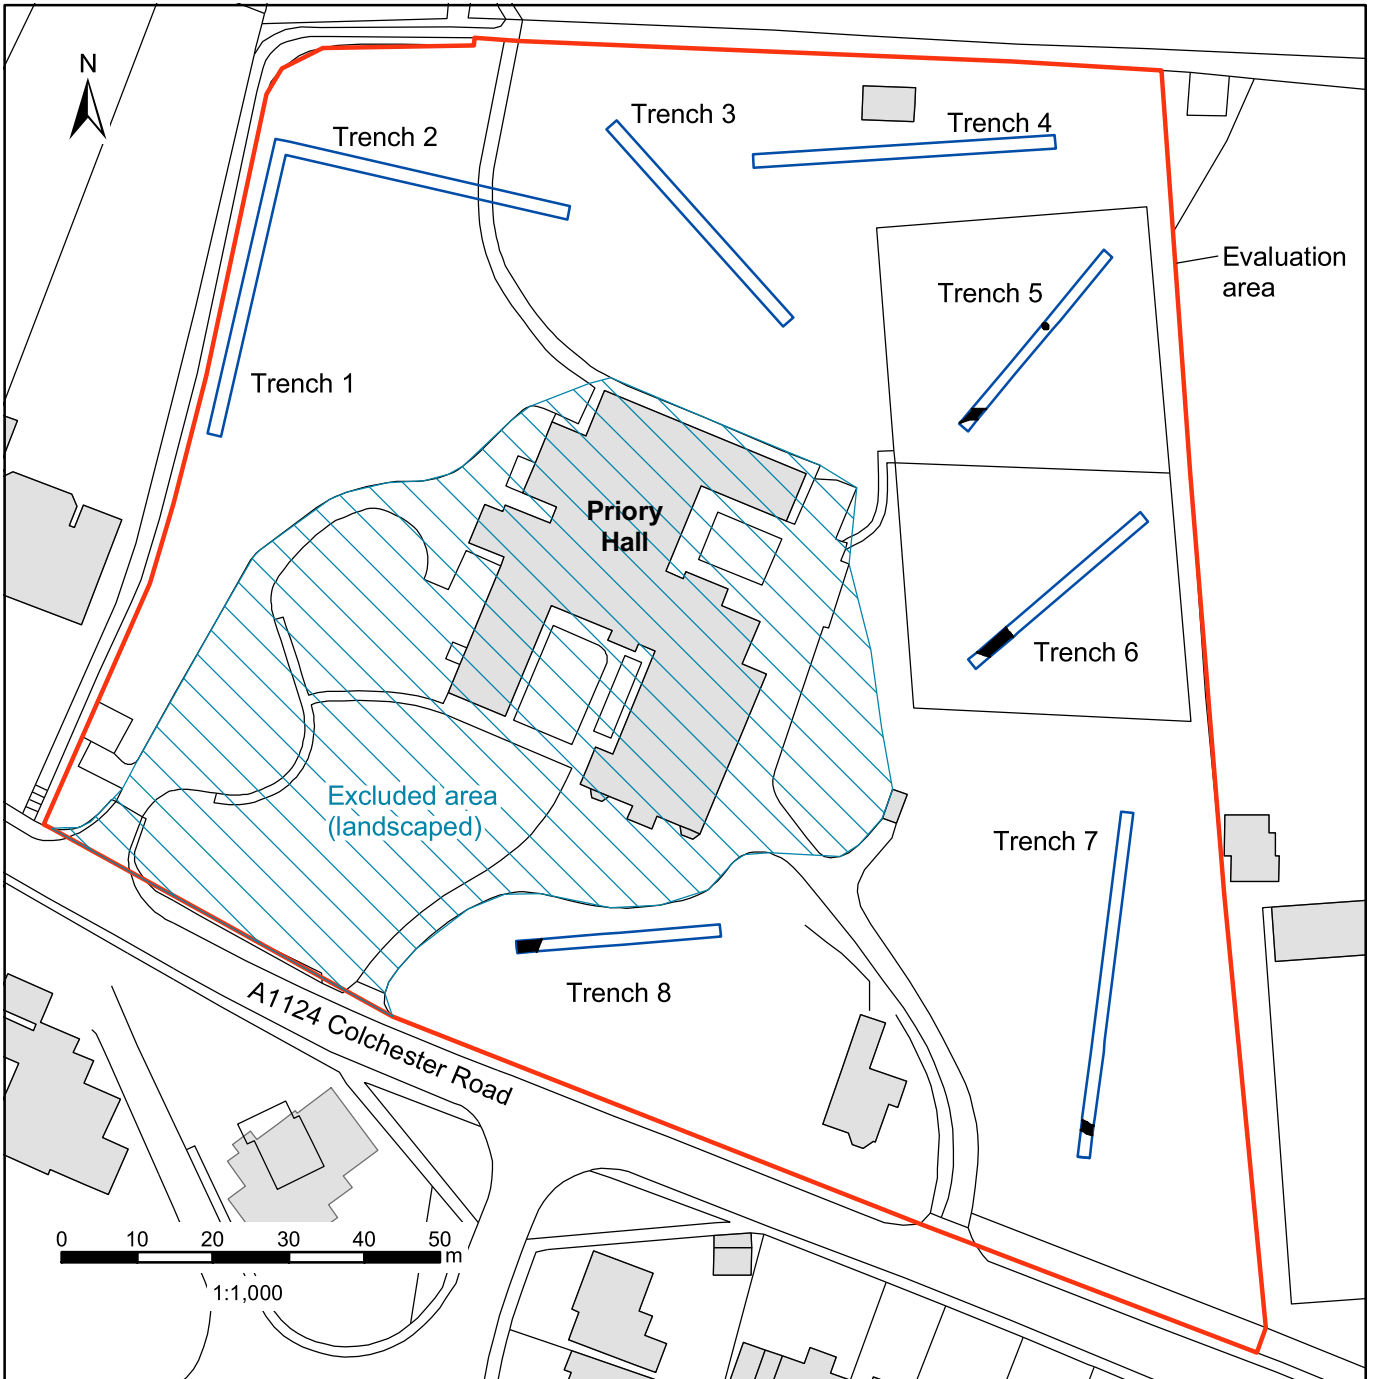 N
Trench 2
Trench 3
Trench 4
Evaluation
area
Trench 5
Trench 1
Priory
Hall
Trench 6
Excluded area
(landscaped)
Trench 7
Trench 8
A1124 Colchester Road
0 10 20 30 40 50
m
1:1,000